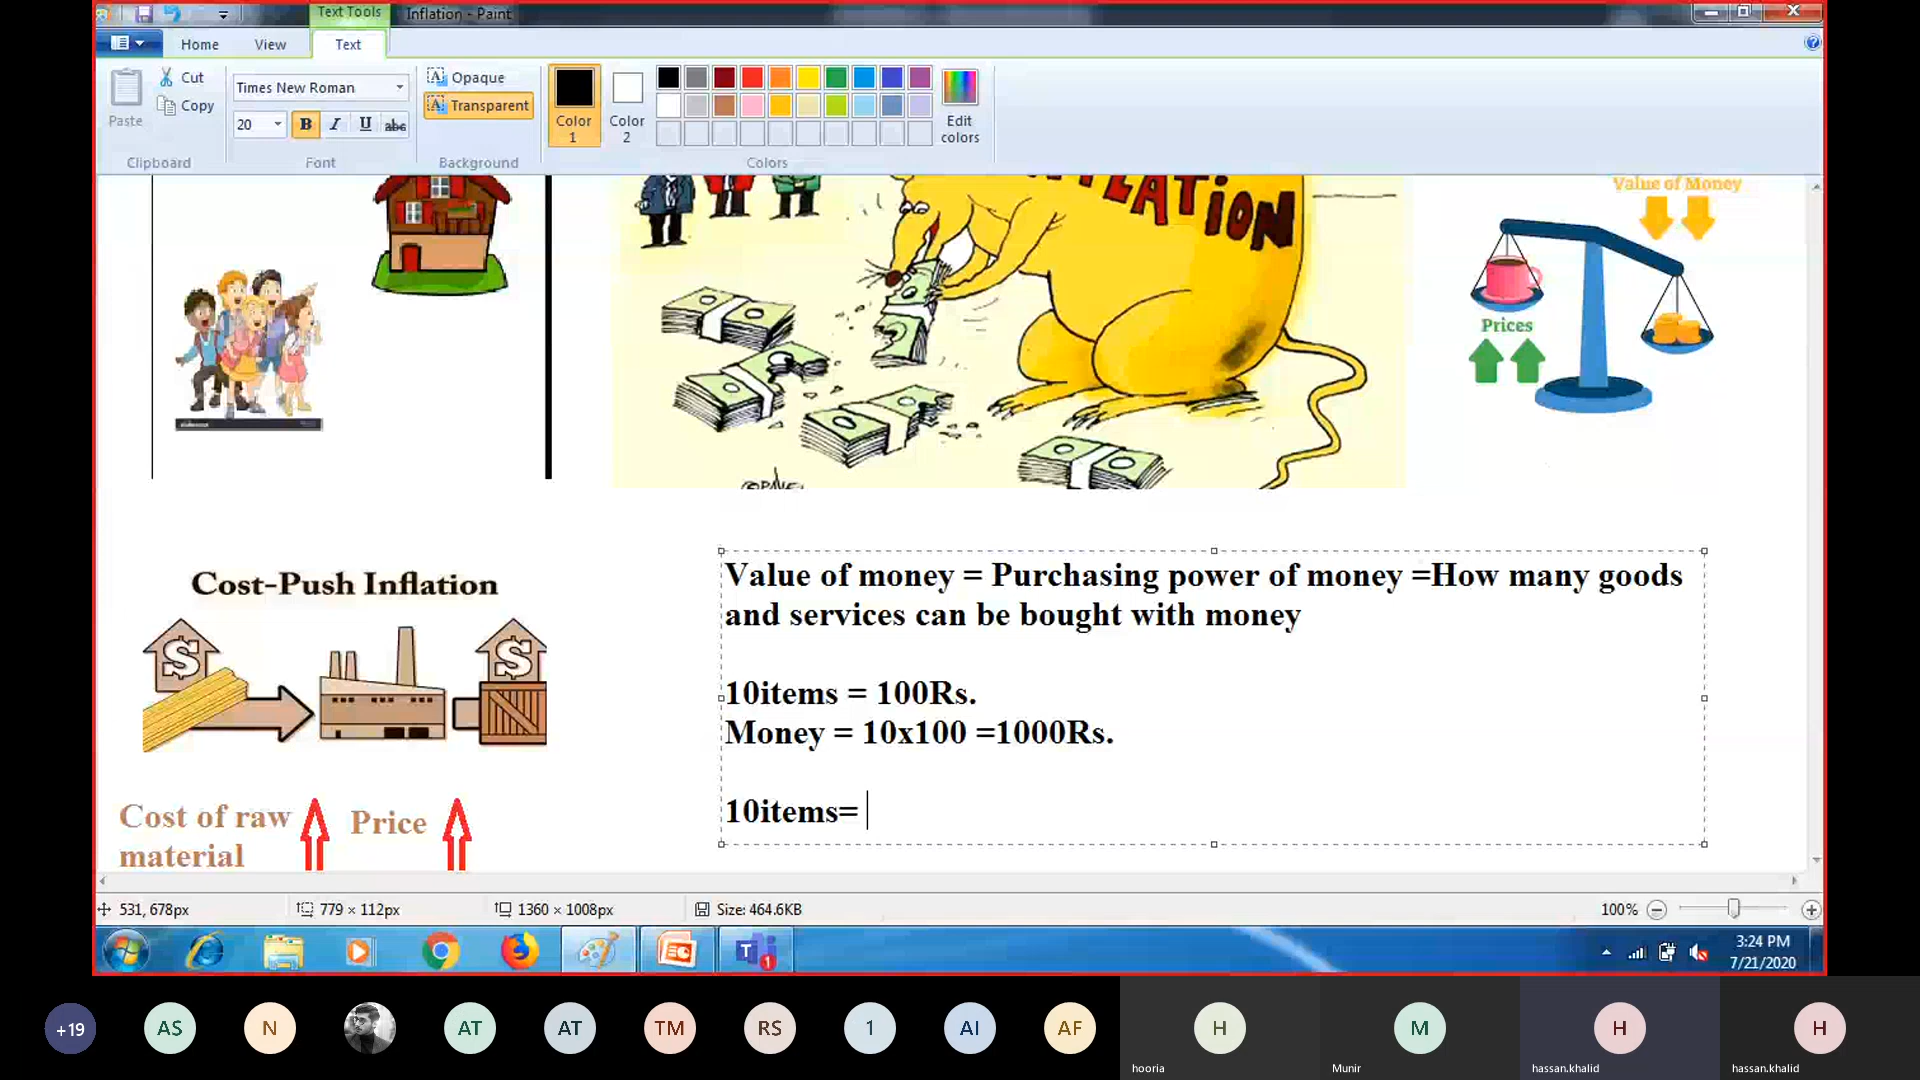 Text Tools
Inflation - Paint
Home
View
Text
Paste
Cut
Copy
Clipboard
Times New Roman
20
B I U abc
Font
Opaque
Transparent
Background
Color 1
Color 2
Edit colors
Colors
INFLATION
Value of Money
Prices
Cost-Push Inflation
$ $
Cost of raw material
Price
Value of money = Purchasing power of money =How many goods
and services can be bought with money
10items = 100Rs.
Money = 10x100 =1000Rs.
10items=
531, 678px
779 × 112px
1360 × 1008px
Size: 464.6KB
100%
T 1
3:24 PM
7/21/2020
+19 AS N AT AT TM RS 1 AI AF H M H H
hooria
Munir
hassan.khalid
hassan.khalid